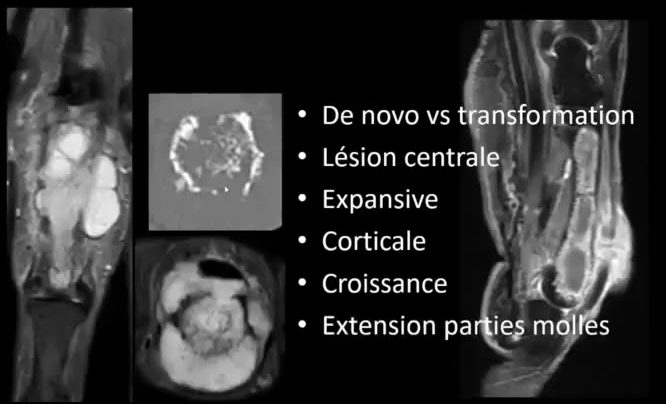 • De novo vs transformation
• Lésion centrale
• Expansive
• Corticale
• Croissance
• Extension parties molles